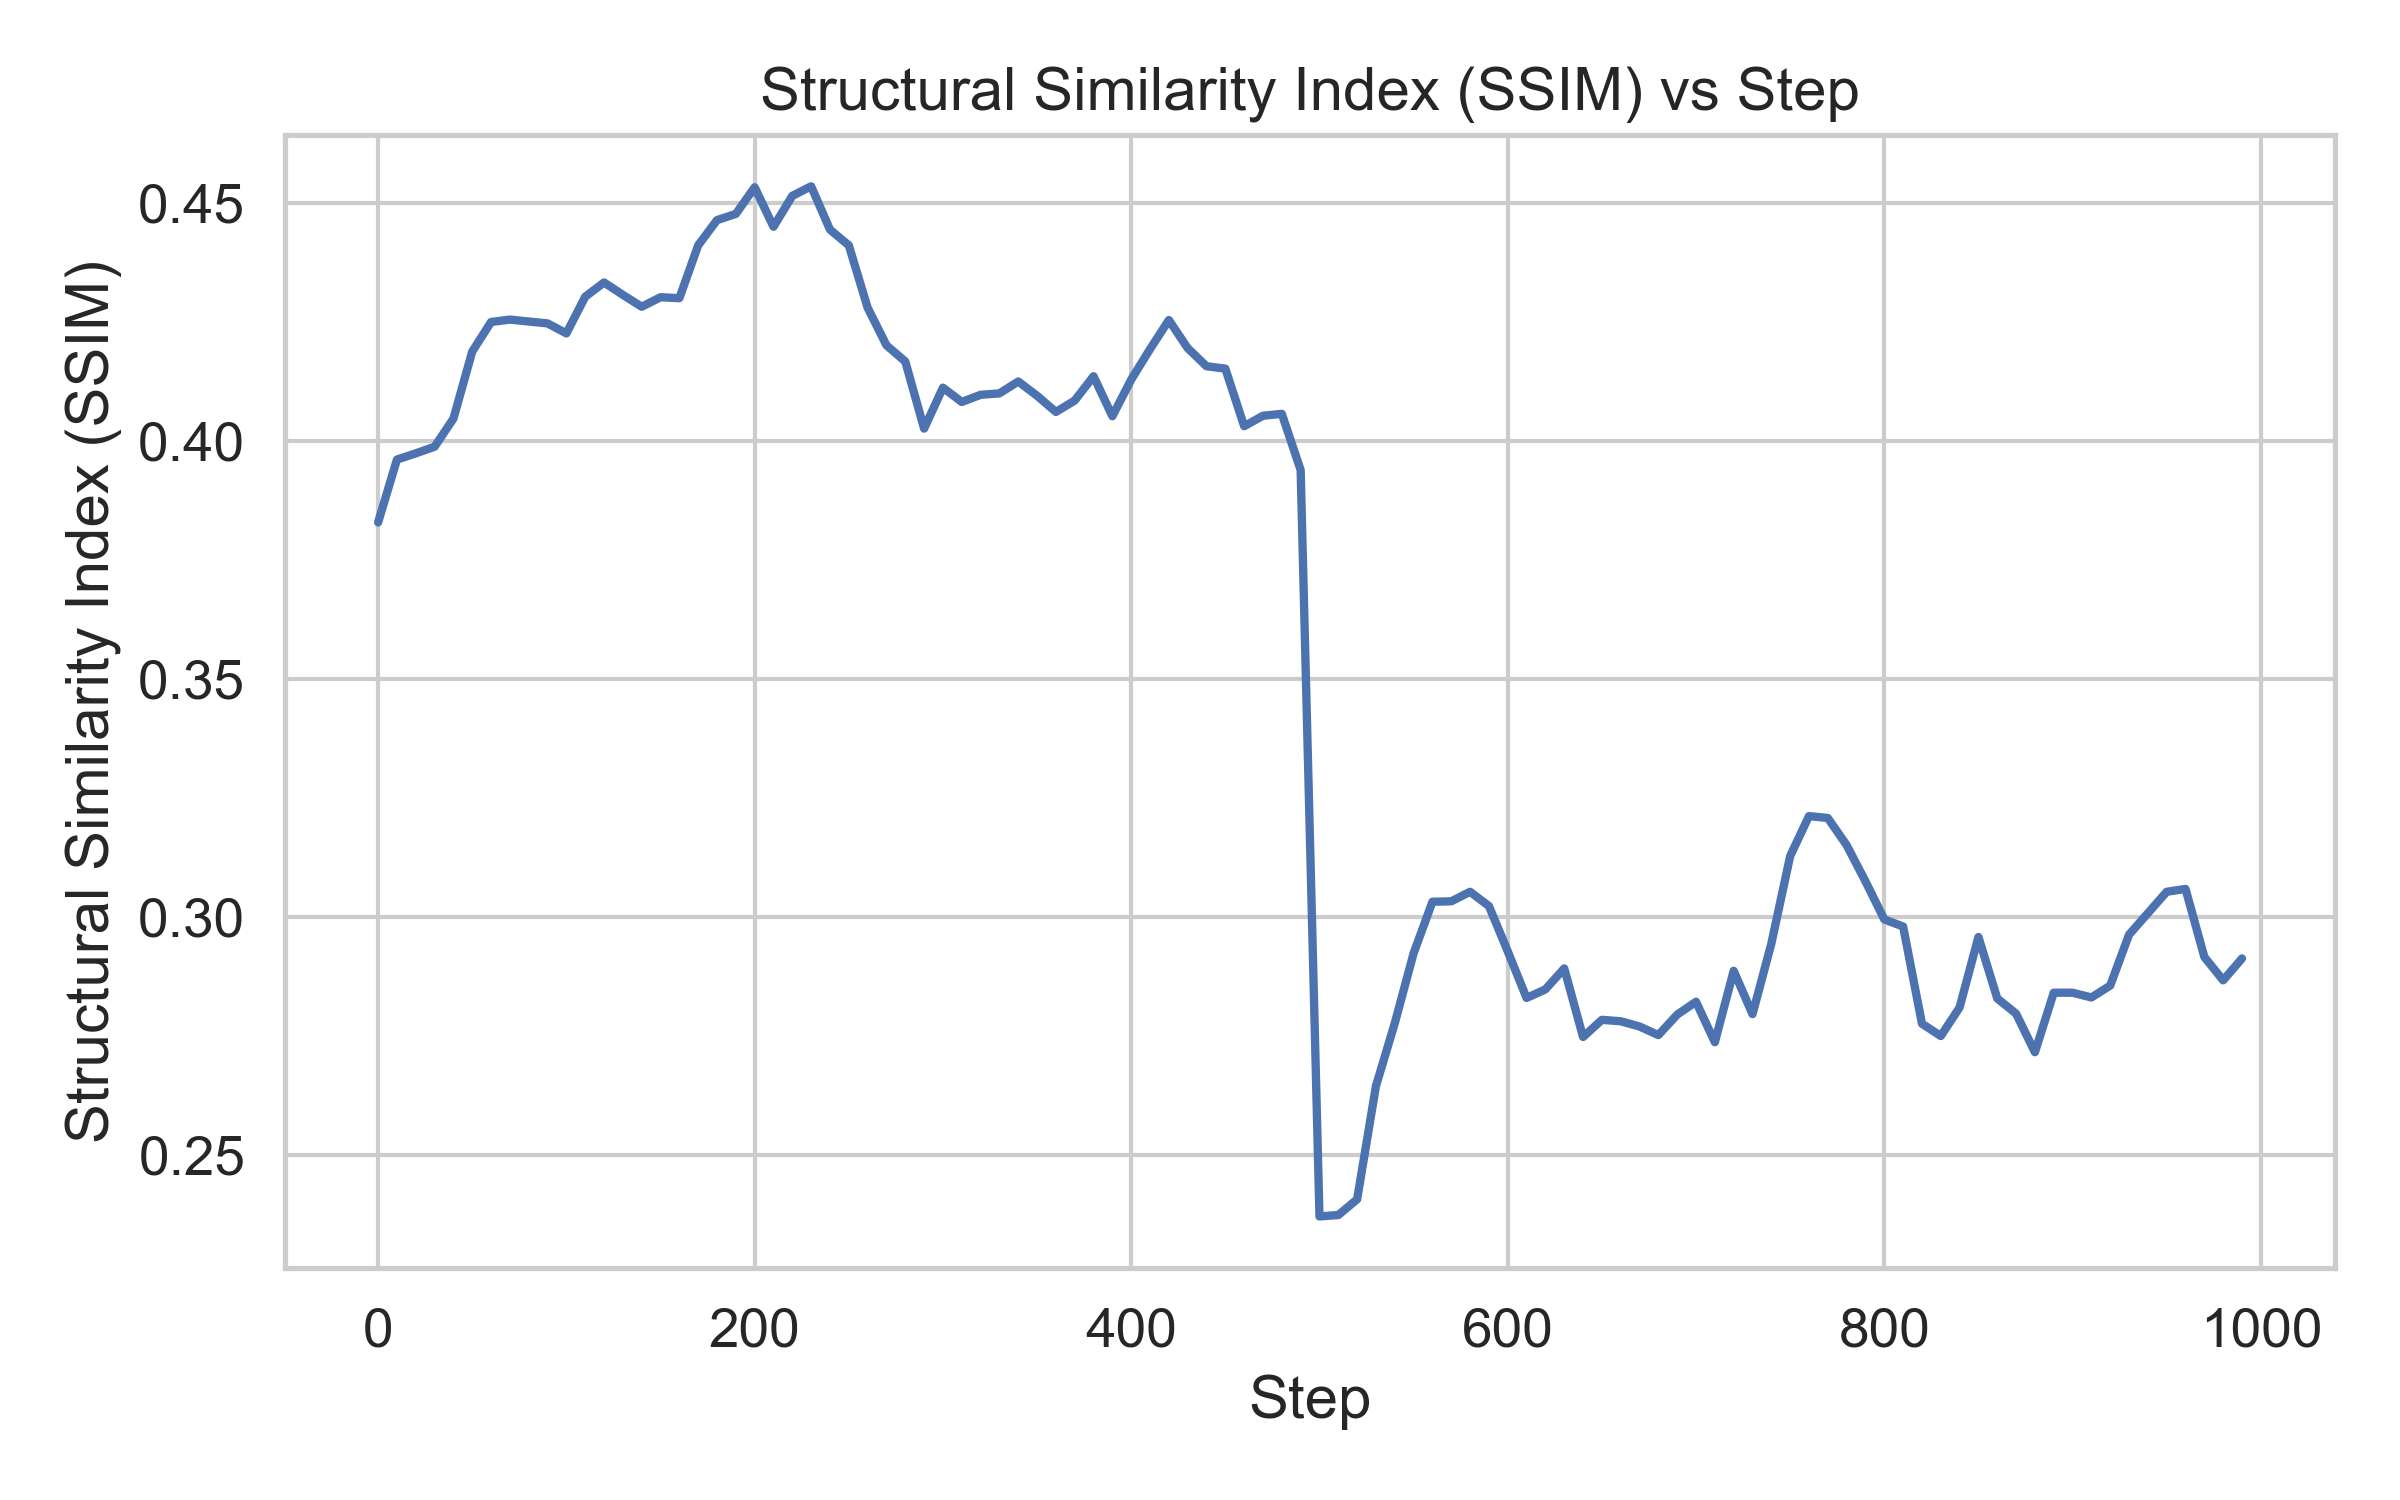 Structural Similarity Index (SSIM) vs Step
Structural Similarity Index (SSIM)
0.45
0.40
0.35
0.30
0.25
0 200 400 600 800 1000
Step